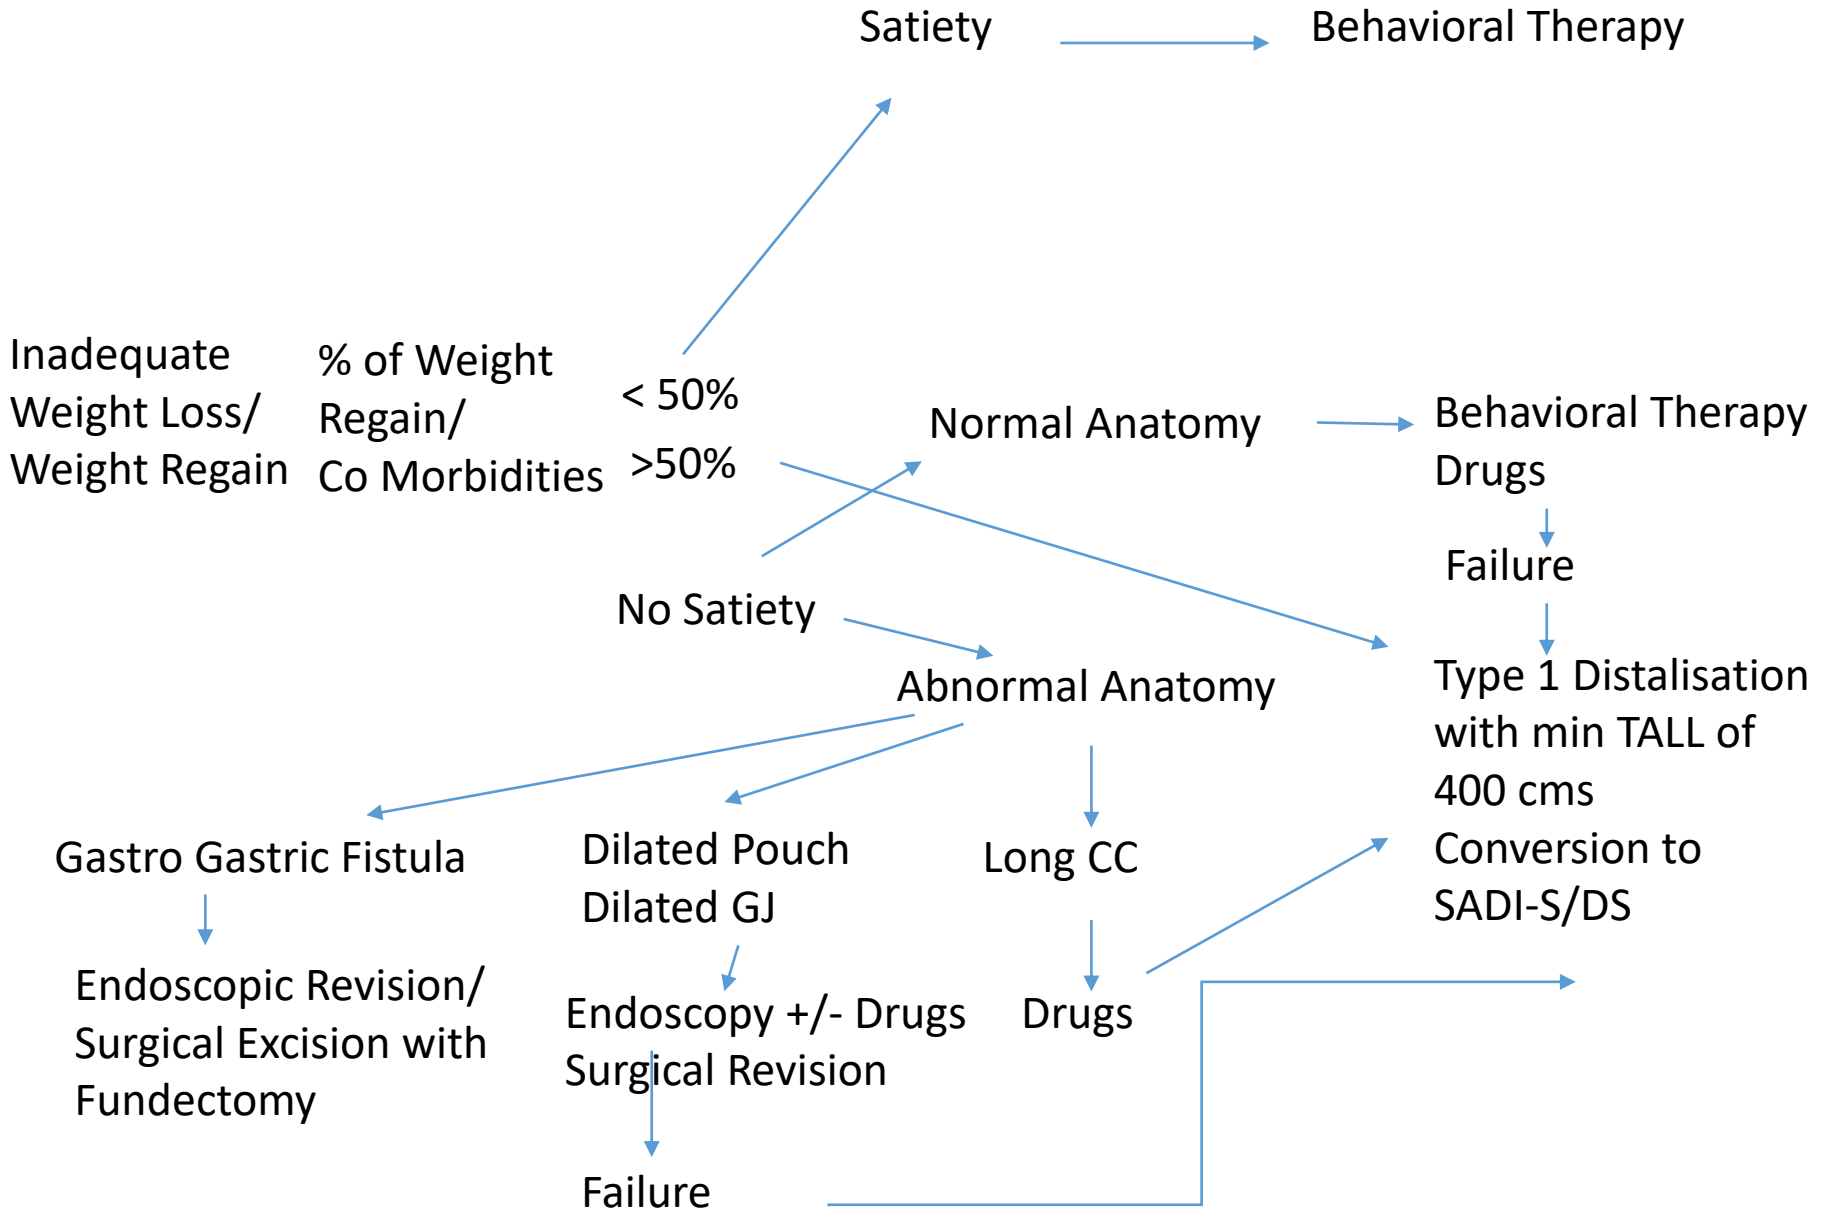 Satiety
Behavioral Therapy
Inadequate
Weight Loss/
Weight Regain
% of Weight
Regain/
Co Morbidities
< 50%
>50%
Normal Anatomy
Behavioral Therapy
Drugs
Failure
No Satiety
Abnormal Anatomy
Type 1 Distalisation
with min TALL of
400 cms
Conversion to
SADI-S/DS
Gastro Gastric Fistula
Dilated Pouch
Dilated GJ
Long CC
Endoscopic Revision/
Surgical Excision with
Fundectomy
Endoscopy +/- Drugs
Surgical Revision
Drugs
Failure